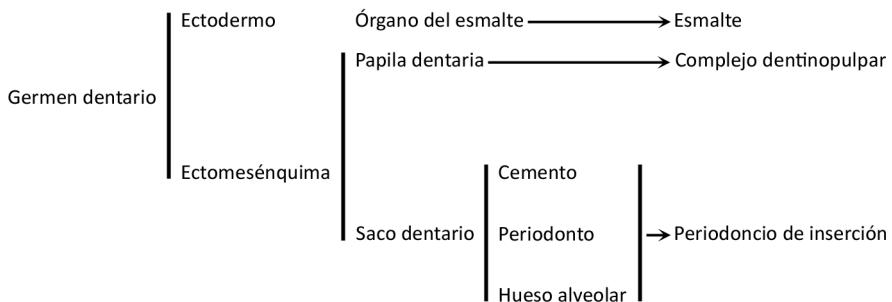 Ectodermo Órgano del esmalte Esmalte
Papila dentaria Complejo dentinopulpar
Germen dentario
Ectomesénquima Cemento
Saco dentario Periodonto Periodoncio de inserción
Hueso alveolar